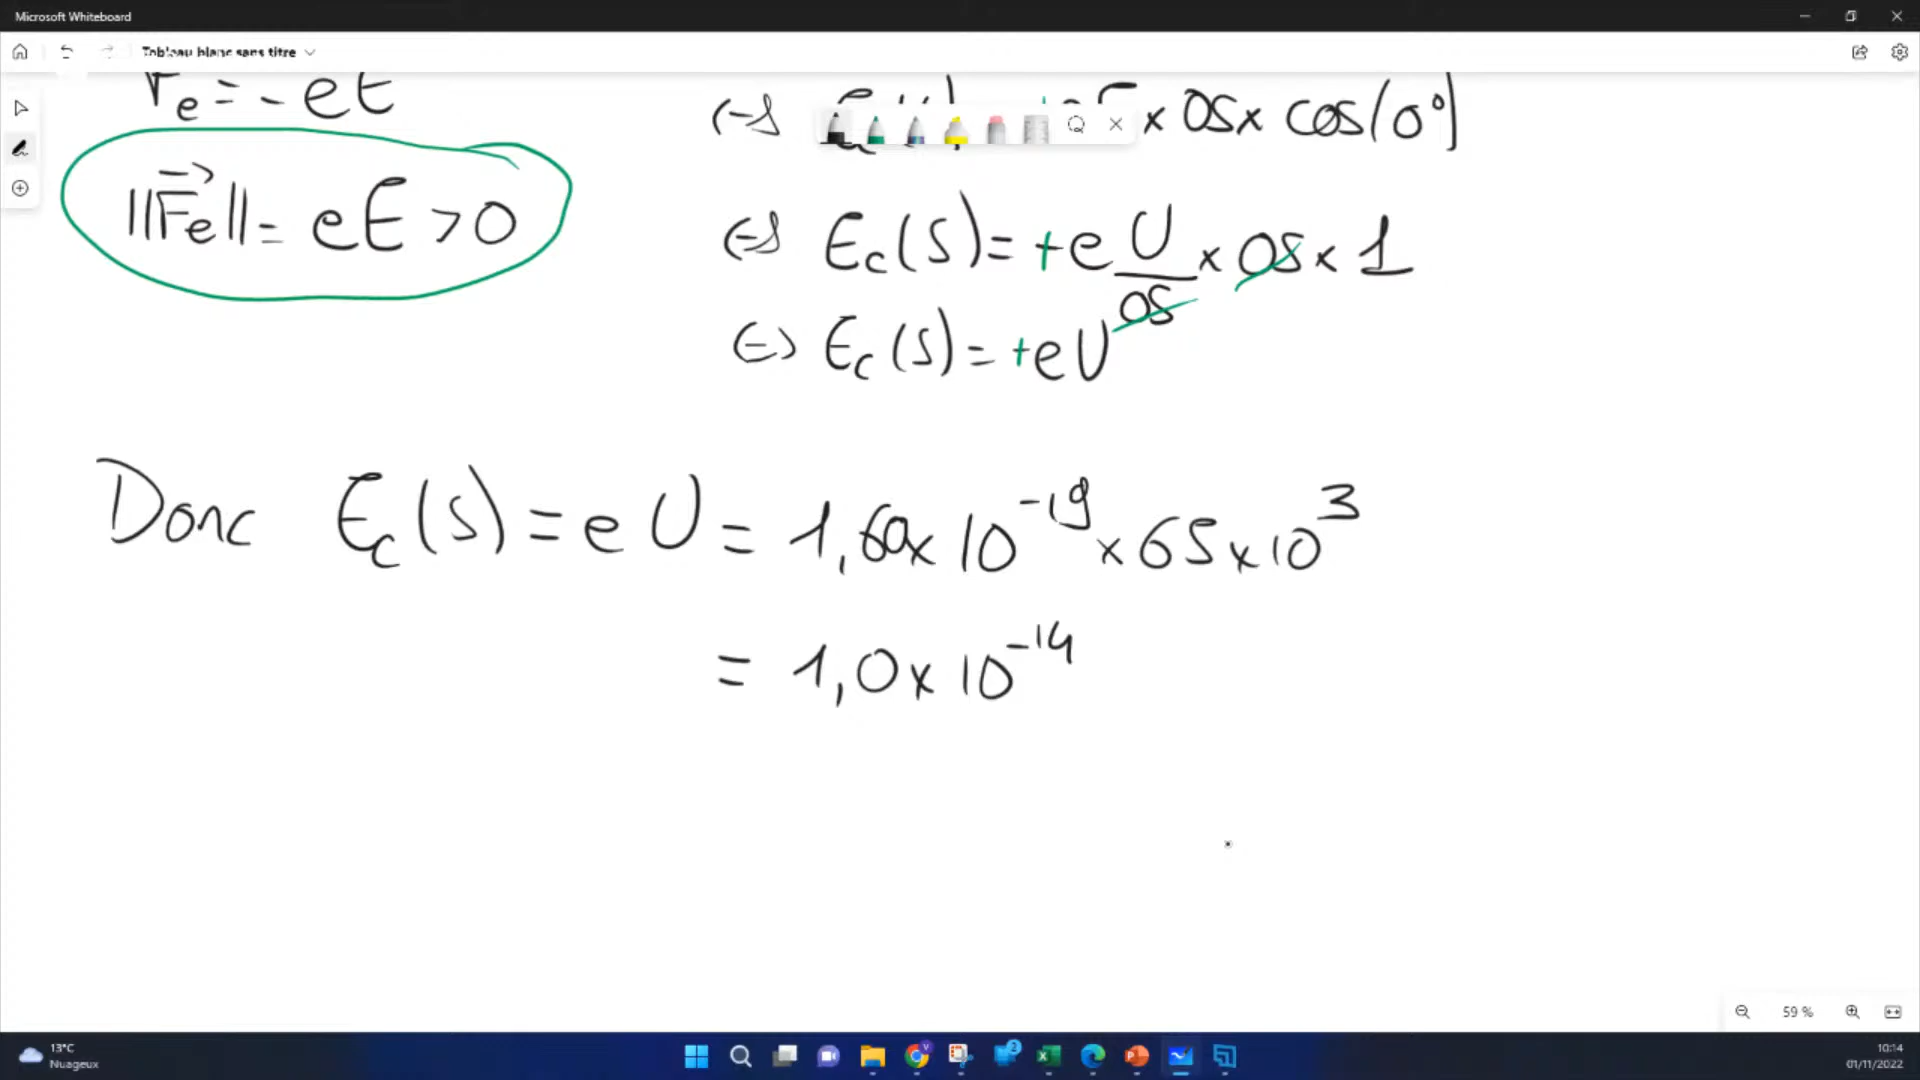 Microsoft Whiteboard
Tableau blanc sans titre
Fe = - eE
||Fe|| = eE > 0
x OS x cos(0°)
(=) Ec(S) = +e U/OS x OS x 1
(=) Ec(S) = +eU
Donc Ec(S) = e U = 1,60x 10^-19 x 65 x 10^3
= 1,0 x 10^-14
59 %
13°C
Nuageux
2
10:14
01/11/2022